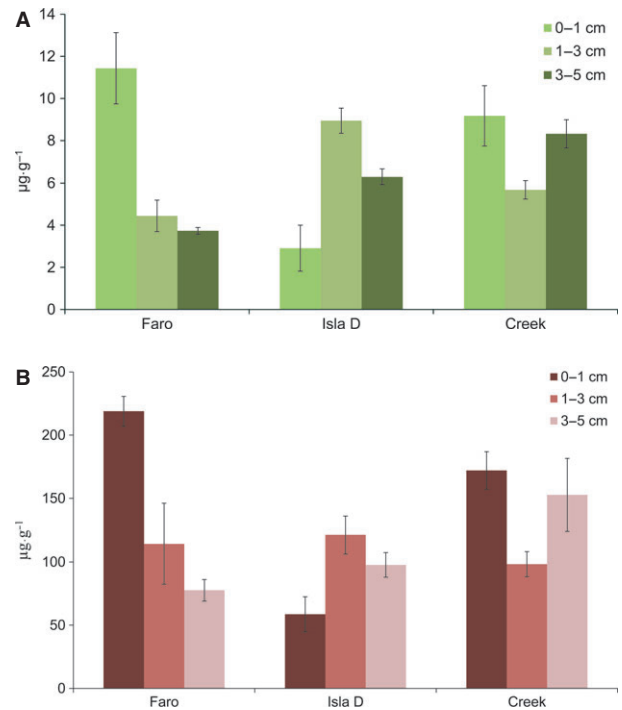 A
0–1 cm
1–3 cm
3–5 cm
14
12
10
8
6
4
2
0
µg·g⁻¹
Faro Isla D Creek
B
0–1 cm
1–3 cm
3–5 cm
250
200
150
100
50
0
µg·g⁻¹
Faro Isla D Creek